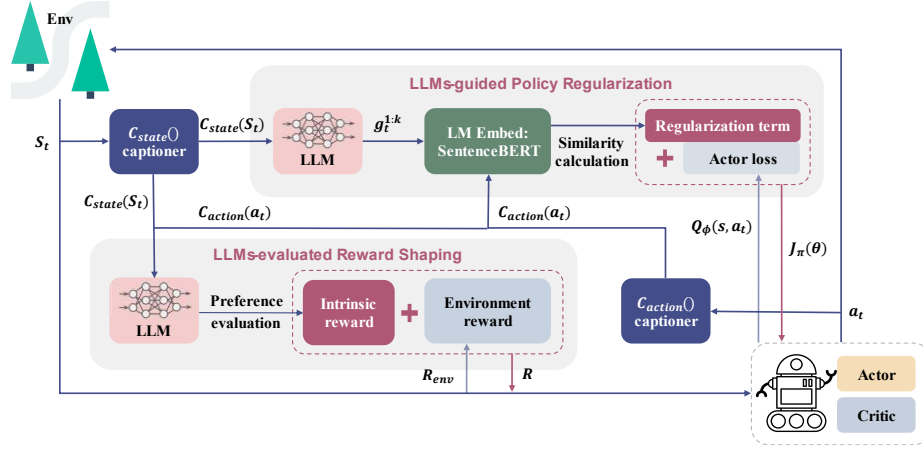 Env
LLMs-guided Policy Regularization
S_t
C_state()
captioner
C_state(S_t)
LLM
g_t^{1:k}
LM Embed:
SentenceBERT
Similarity
calculation
Regularization term
+
Actor loss
C_state(S_t)
C_action(a_t)
C_action(a_t)
Q_ϕ(s, a_t)
J_π(θ)
LLMs-evaluated Reward Shaping
LLM
Preference
evaluation
Intrinsic
reward
+
Environment
reward
C_action()
captioner
a_t
R_env
R
Actor
Critic